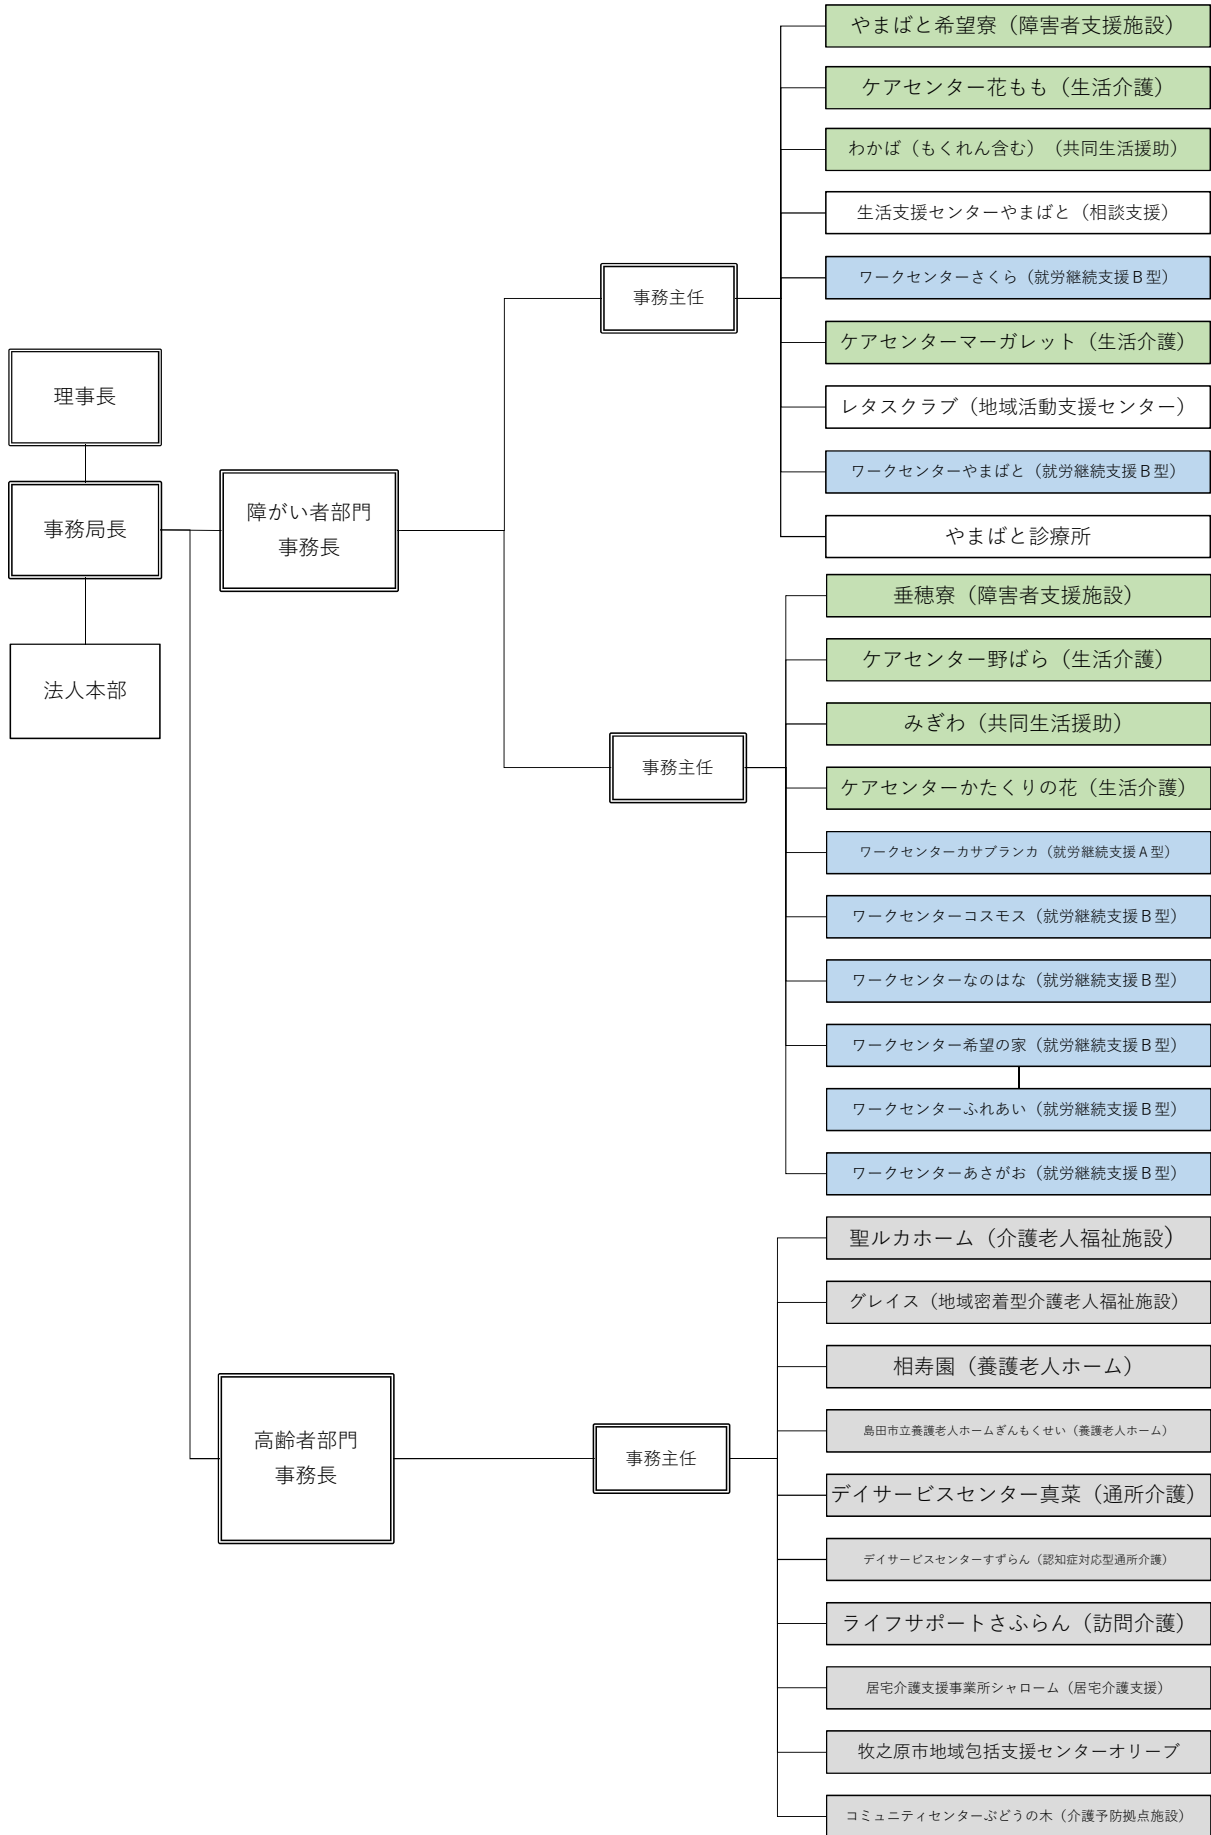 理事長
事務局長
法人本部
障がい者部門
事務長
事務主任
やまばと希望寮（障害者支援施設）
ケアセンター花もも（生活介護）
わかば（もくれん含む）（共同生活援助）
生活支援センターやまばと（相談支援）
ワークセンターさくら（就労継続支援Ｂ型）
ケアセンターマーガレット（生活介護）
レタスクラブ（地域活動支援センター）
ワークセンターやまばと（就労継続支援Ｂ型）
やまばと診療所
事務主任
垂穂寮（障害者支援施設）
ケアセンター野ばら（生活介護）
みぎわ（共同生活援助）
ケアセンターかたくりの花（生活介護）
ワークセンターカサブランカ（就労継続支援Ａ型）
ワークセンターコスモス（就労継続支援Ｂ型）
ワークセンターなのはな（就労継続支援Ｂ型）
ワークセンター希望の家（就労継続支援Ｂ型）
ワークセンターふれあい（就労継続支援Ｂ型）
ワークセンターあさがお（就労継続支援Ｂ型）
高齢者部門
事務長
事務主任
聖ルカホーム（介護老人福祉施設）
グレイス（地域密着型介護老人福祉施設）
相寿園（養護老人ホーム）
島田市立養護老人ホームぎんもくせい（養護老人ホーム）
デイサービスセンター真菜（通所介護）
デイサービスセンターすずらん（認知症対応型通所介護）
ライフサポートさふらん（訪問介護）
居宅介護支援事業所シャローム（居宅介護支援）
牧之原市地域包括支援センターオリーブ
コミュニティセンターぶどうの木（介護予防拠点施設）